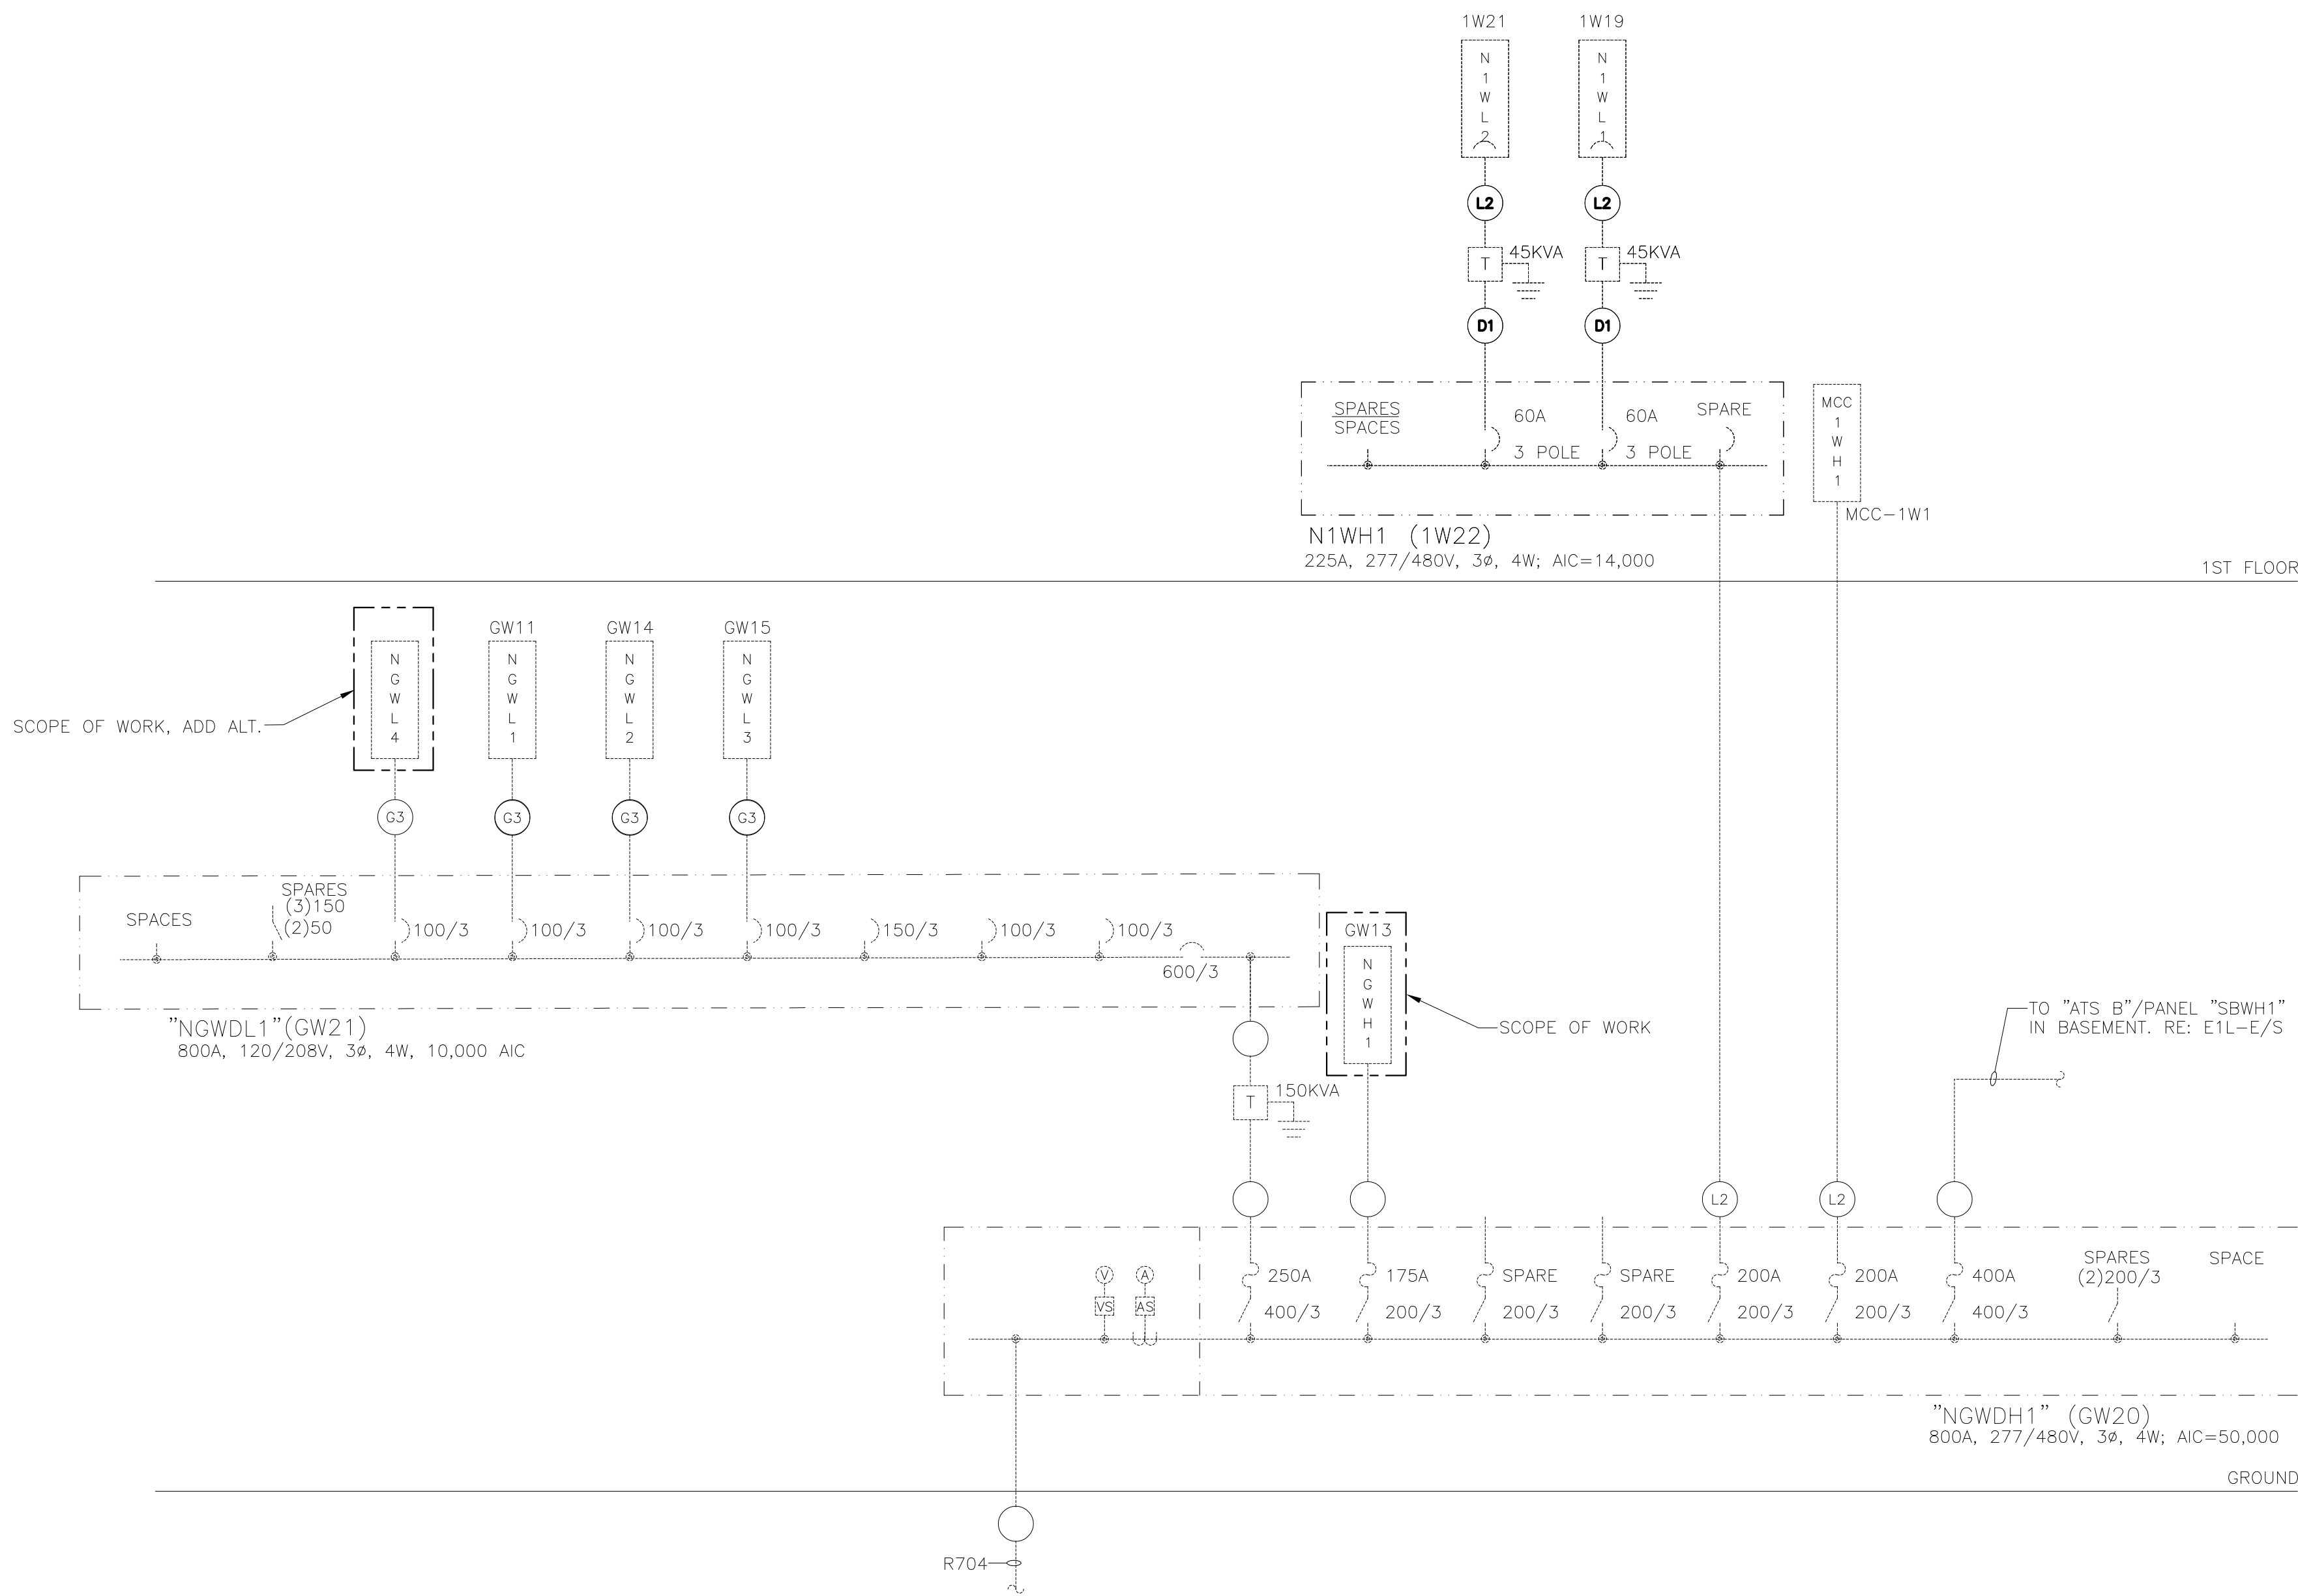 1W21
1W19
N
1
W
L
2
N
1
W
L
1
L2
L2
T
45KVA
T
45KVA
D1
D1
SPARES
SPACES
60A
3 POLE
60A
3 POLE
SPARE
MCC
1
W
H
1
MCC-1W1
N1WH1 (1W22)
225A, 277/480V, 3ø, 4W; AIC=14,000
1ST FLOOR
GW11
GW14
GW15
N
G
W
L
4
N
G
W
L
1
N
G
W
L
2
N
G
W
L
3
SCOPE OF WORK, ADD ALT.
G3
G3
G3
G3
SPACES
SPARES
(3)150
(2)50
100/3
100/3
100/3
100/3
150/3
100/3
100/3
600/3
"NGWDL1"(GW21)
800A, 120/208V, 3ø, 4W, 10,000 AIC
GW13
N
G
W
H
1
SCOPE OF WORK
TO "ATS B"/PANEL "SBWH1"
IN BASEMENT. RE: E1L-E/S
T
150KVA
L2
L2
V
A
VS
AS
250A
400/3
175A
200/3
SPARE
200/3
SPARE
200/3
200A
200/3
200A
200/3
400A
400/3
SPARES
(2)200/3
SPACE
"NGWDH1" (GW20)
800A, 277/480V, 3ø, 4W; AIC=50,000
GROUND
R704